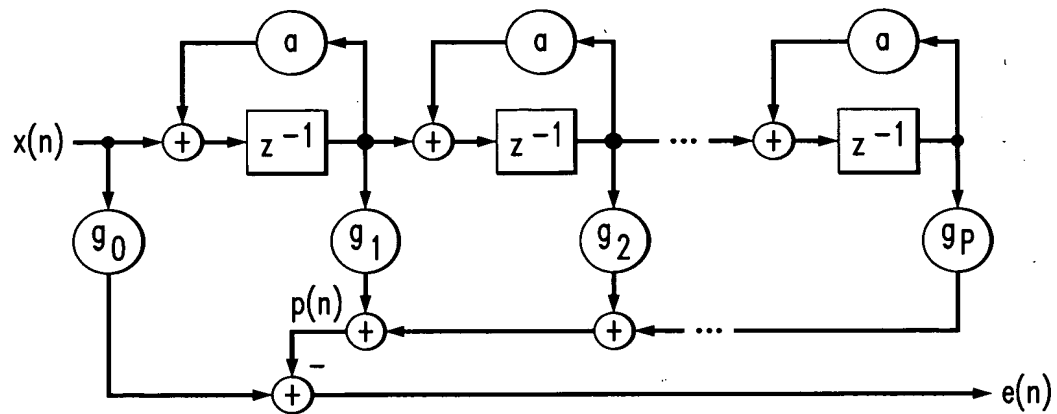 a a a
x(n) + z⁻¹ + z⁻¹ ... + z⁻¹
g₀ g₁ g₂ gₚ
p(n) + + ...
−
+ e(n)